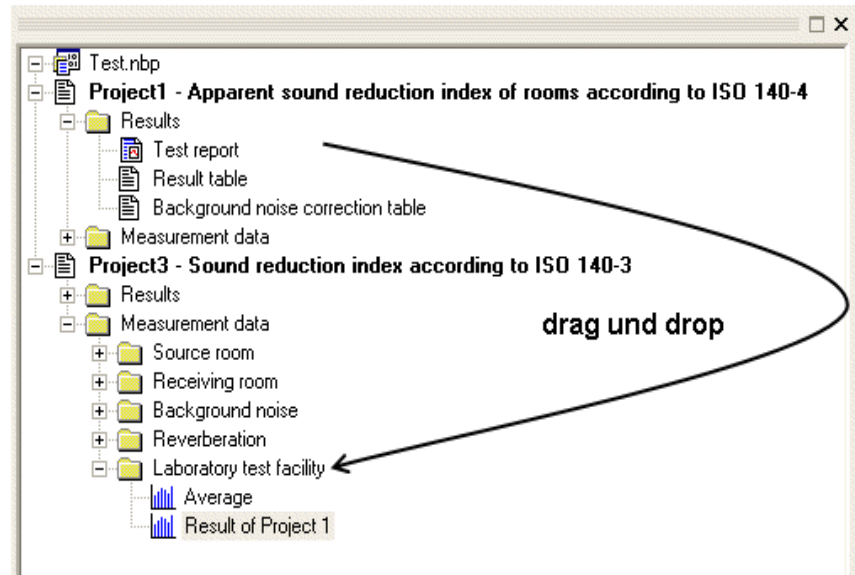 Test.nbp
Project1 - Apparent sound reduction index of rooms according to ISO 140-4
Results
Test report
Result table
Background noise correction table
Measurement data
Project3 - Sound reduction index according to ISO 140-3
Results
Measurement data
drag und drop
Source room
Receiving room
Background noise
Reverberation
Laboratory test facility
Average
Result of Project 1